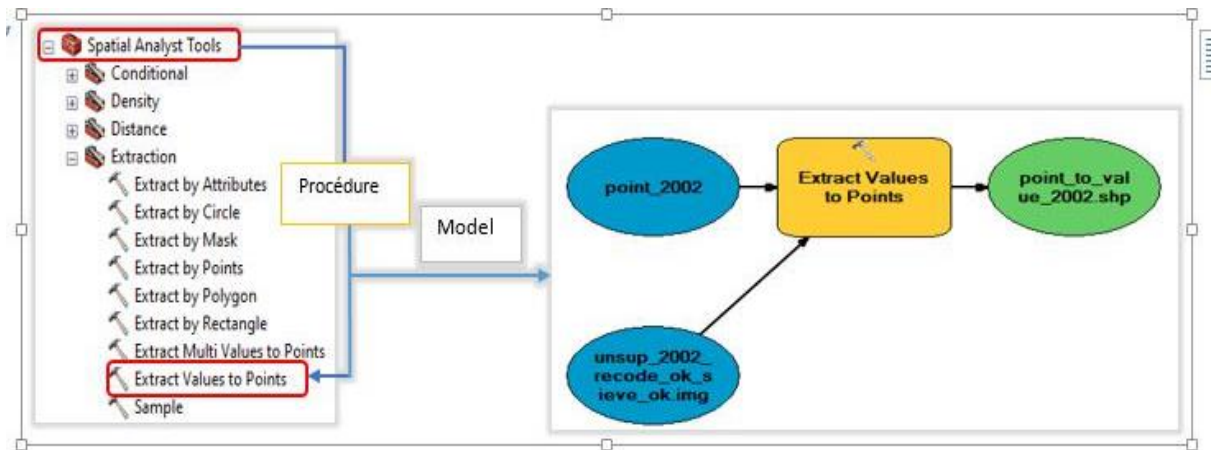 Spatial Analyst Tools
Conditional
Density
Distance
Extraction
Extract by Attributes
Extract by Circle
Extract by Mask
Extract by Points
Extract by Polygon
Extract by Rectangle
Extract Multi Values to Points
Extract Values to Points
Sample
Procédure
Model
point_2002
Extract Values
to Points
point_to_val
ue_2002.shp
unsup_2002_
recode_ok_s
ieve_ok.img